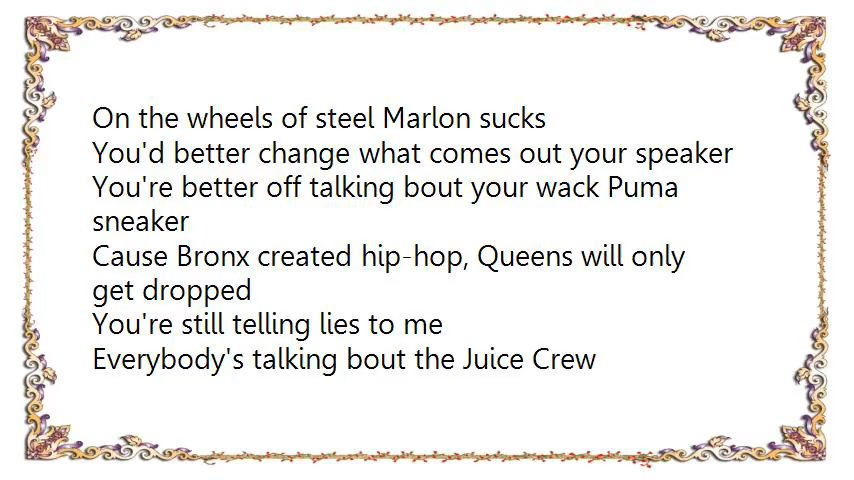 On the wheels of steel Marlon sucks
You'd better change what comes out your speaker
You're better off talking bout your wack Puma
sneaker
Cause Bronx created hip-hop, Queens will only
get dropped
You're still telling lies to me
Everybody's talking bout the Juice Crew